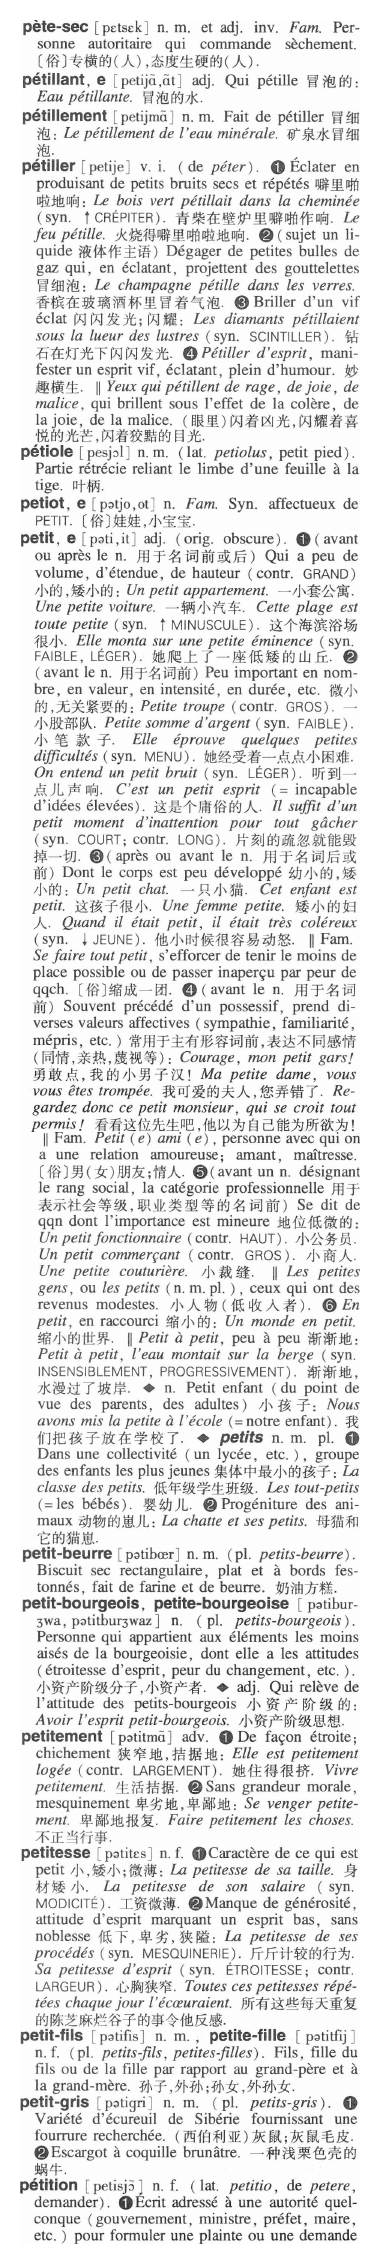 pète-sec [pɛtsɛk] n. m. et adj. inv. Fam. Per-
sonne autoritaire qui commande sèchement.
〔俗〕专横的(人),态度生硬的(人).
pétillant, e [petijɑ̃,ɑ̃t] adj. Qui pétille 冒泡的:
Eau pétillante. 冒泡的水.
pétillement [petijmɑ̃] n. m. Fait de pétiller 冒细
泡: Le pétillement de l'eau minérale. 矿泉水冒细
泡.
pétiller [petije] v. i. (de péter). ❶ Éclater en
produisant de petits bruits secs et répétés 噼里啪
啦地响: Le bois vert pétillait dans la cheminée
(syn. ↑CRÉPITER). 青柴在壁炉里噼啪作响. Le
feu pétille. 火烧得噼里啪啦地响. ❷ (sujet un li-
quide 液体作主语) Dégager de petites bulles de
gaz qui, en éclatant, projettent des gouttelettes
冒细泡: Le champagne pétille dans les verres.
香槟在玻璃酒杯里冒着气泡. ❸ Briller d'un vif
éclat 闪闪发光;闪耀: Les diamants pétillaient
sous la lueur des lustres (syn. SCINTILLER). 钻
石在灯光下闪闪发光. ❹ Pétiller d'esprit, mani-
fester un esprit vif, éclatant, plein d'humour. 妙
趣横生. ‖ Yeux qui pétillent de rage, de joie, de
malice, qui brillent sous l'effet de la colère, de
la joie, de la malice. (眼里)闪着凶光,闪耀着喜
悦的光芒,闪着狡黠的目光.
pétiole [pesjɔl] n. m. (lat. petiolus, petit pied).
Partie rétrécie reliant le limbe d'une feuille à la
tige. 叶柄.
petiot, e [pətjo,ɔt] n. Fam. Syn. affectueux de
PETIT. 〔俗〕娃娃,小宝宝.
petit, e [pəti,it] adj. (orig. obscure). ❶ (avant
ou après le n. 用于名词前或后) Qui a peu de
volume, d'étendue, de hauteur (contr. GRAND)
小的,矮小的: Un petit appartement. 一小套公寓.
Une petite voiture. 一辆小汽车. Cette plage est
toute petite (syn. ↑MINUSCULE). 这个海滨浴场
很小. Elle monta sur une petite éminence (syn.
FAIBLE, LÉGER). 她爬上了一座低矮的山丘. ❷
(avant le n. 用于名词前) Peu important en nom-
bre, en valeur, en intensité, en durée, etc. 微小
的,无关紧要的: Petite troupe (contr. GROS). 一
小股部队. Petite somme d'argent (syn. FAIBLE).
小笔款子. Elle éprouve quelques petites
difficultés (syn. MENU). 她经受着一点点小困难.
On entend un petit bruit (syn. LÉGER). 听到一
点儿声响. C'est un petit esprit (= incapable
d'idées élevées). 这是个庸俗的人. Il suffit d'un
petit moment d'inattention pour tout gâcher
(syn. COURT; contr. LONG). 片刻的疏忽就能毁
掉一切. ❸ (après ou avant le n. 用于名词后或
前) Dont le corps est peu développé 幼小的,矮
小的: Un petit chat. 一只小猫. Cet enfant est
petit. 这孩子很小. Une femme petite. 矮小的妇
人. Quand il était petit, il était très coléreux
(syn. ↓JEUNE). 他小时候很容易动怒. ‖ Fam.
Se faire tout petit, s'efforcer de tenir le moins de
place possible ou de passer inaperçu par peur de
qqch. 〔俗〕缩成一团. ❹ (avant le n. 用于名词
前) Souvent précédé d'un possessif, prend di-
verses valeurs affectives (sympathie, familiarité,
mépris, etc.) 常用于主有形容词前,表达不同感情
(同情,亲热,蔑视等): Courage, mon petit gars!
勇敢点,我的小男子汉! Ma petite dame, vous
vous êtes trompée. 我可爱的夫人,您弄错了. Re-
gardez donc ce petit monsieur, qui se croit tout
permis! 看看这位先生吧,他以为自己能为所欲为!
‖ Fam. Petit (e) ami (e), personne avec qui on
a une relation amoureuse; amant, maîtresse.
〔俗〕男(女)朋友;情人. ❺ (avant un n. désignant
le rang social, la catégorie professionnelle 用于
表示社会等级,职业类型等的名词前) Se dit de
qqn dont l'importance est mineure 地位低微的:
Un petit fonctionnaire (contr. HAUT). 小公务员.
Un petit commerçant (contr. GROS). 小商人.
Une petite couturière. 小裁缝. ‖ Les petites
gens, ou les petits (n. m. pl.), ceux qui ont des
revenus modestes. 小人物(低收入者). ❻ En
petit, en raccourci 缩小的: Un monde en petit.
缩小的世界. ‖ Petit à petit, peu à peu 渐渐地:
Petit à petit, l'eau montait sur la berge (syn.
INSENSIBLEMENT, PROGRESSIVEMENT). 渐渐地,
水漫过了坡岸. ◆ n. Petit enfant (du point de
vue des parents, des adultes) 小孩子: Nous
avons mis la petite à l'école (= notre enfant). 我
们把孩子放在学校了. ◆ petits n. m. pl. ❶
Dans une collectivité (un lycée, etc.), groupe
des enfants les plus jeunes 集体中最小的孩子: La
classe des petits. 低年级学生班级. Les tout-petits
(= les bébés). 婴幼儿. ❷ Progéniture des ani-
maux 动物的崽儿: La chatte et ses petits. 母猫和
它的猫崽.
petit-beurre [pətibœr] n. m. (pl. petits-beurre).
Biscuit sec rectangulaire, plat et à bords fes-
tonnés, fait de farine et de beurre. 奶油方糕.
petit-bourgeois, petite-bourgeoise [pətibur-
ʒwa, pətitburʒwaz] n. (pl. petits-bourgeois).
Personne qui appartient aux éléments les moins
aisés de la bourgeoisie, dont elle a les attitudes
(étroitesse d'esprit, peur du changement, etc.).
小资产阶级分子,小资产者. ◆ adj. Qui relève de
l'attitude des petits-bourgeois 小资产阶级的:
Avoir l'esprit petit-bourgeois. 小资产阶级思想.
petitement [pətitmɑ̃] adv. ❶ De façon étroite;
chichement 狭窄地,拮据地: Elle est petitement
logée (contr. LARGEMENT). 她住得很挤. Vivre
petitement. 生活拮据. ❷ Sans grandeur morale,
mesquinement 卑劣地,卑鄙地: Se venger petite-
ment. 卑鄙地报复. Faire petitement les choses.
不正当行事.
petitesse [pətitɛs] n. f. ❶ Caractère de ce qui est
petit 小,矮小;微薄: La petitesse de sa taille. 身
材矮小. La petitesse de son salaire (syn.
MODICITÉ). 工资微薄. ❷ Manque de générosité,
attitude d'esprit marquant un esprit bas, sans
noblesse 低下,卑劣,狭隘: La petitesse de ses
procédés (syn. MESQUINERIE). 斤斤计较的行为.
Sa petitesse d'esprit (syn. ÉTROITESSE; contr.
LARGEUR). 心胸狭窄. Toutes ces petitesses répé-
tées chaque jour l'écœuraient. 所有这些每天重复
的陈芝麻烂谷子的事令他反感.
petit-fils [pətifis] n. m., petite-fille [pətitfij]
n. f. (pl. petits-fils, petites-filles). Fils, fille du
fils ou de la fille par rapport au grand-père et à
la grand-mère. 孙子,外孙;孙女,外孙女.
petit-gris [pətigri] n. m. (pl. petits-gris). ❶
Variété d'écureuil de Sibérie fournissant une
fourrure recherchée. (西伯利亚)灰鼠;灰鼠毛皮.
❷ Escargot à coquille brunâtre. 一种浅栗色壳的
蜗牛.
pétition [petisjɔ̃] n. f. (lat. petitio, de petere,
demander). ❶ Écrit adressé à une autorité quel-
conque (gouvernement, ministre, préfet, maire,
etc.) pour formuler une plainte ou une demande